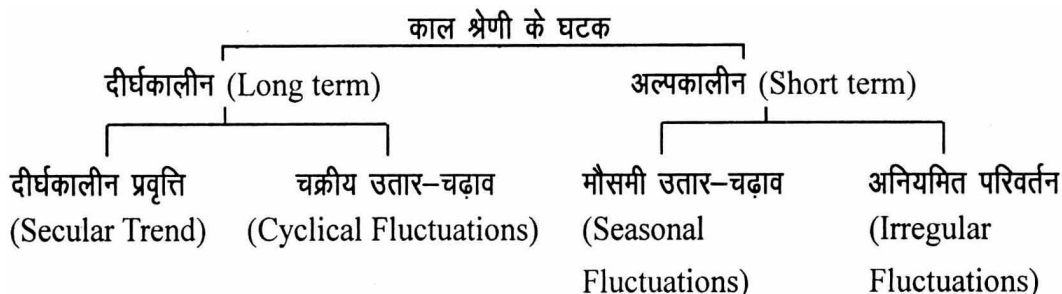 काल श्रेणी के घटक
दीर्घकालीन (Long term)
अल्पकालीन (Short term)
दीर्घकालीन प्रवृत्ति
(Secular Trend)
चक्रीय उतार–चढ़ाव
(Cyclical Fluctuations)
मौसमी उतार–चढ़ाव
(Seasonal
Fluctuations)
अनियमित परिवर्तन
(Irregular
Fluctuations)